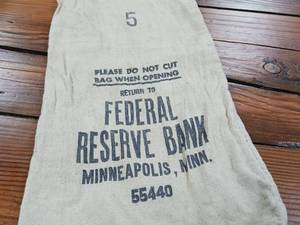 5
PLEASE DO NOT CUT
BAG WHEN OPENING
RETURN TO
FEDERAL
RESERVE BANK
MINNEAPOLIS, MINN.
55440